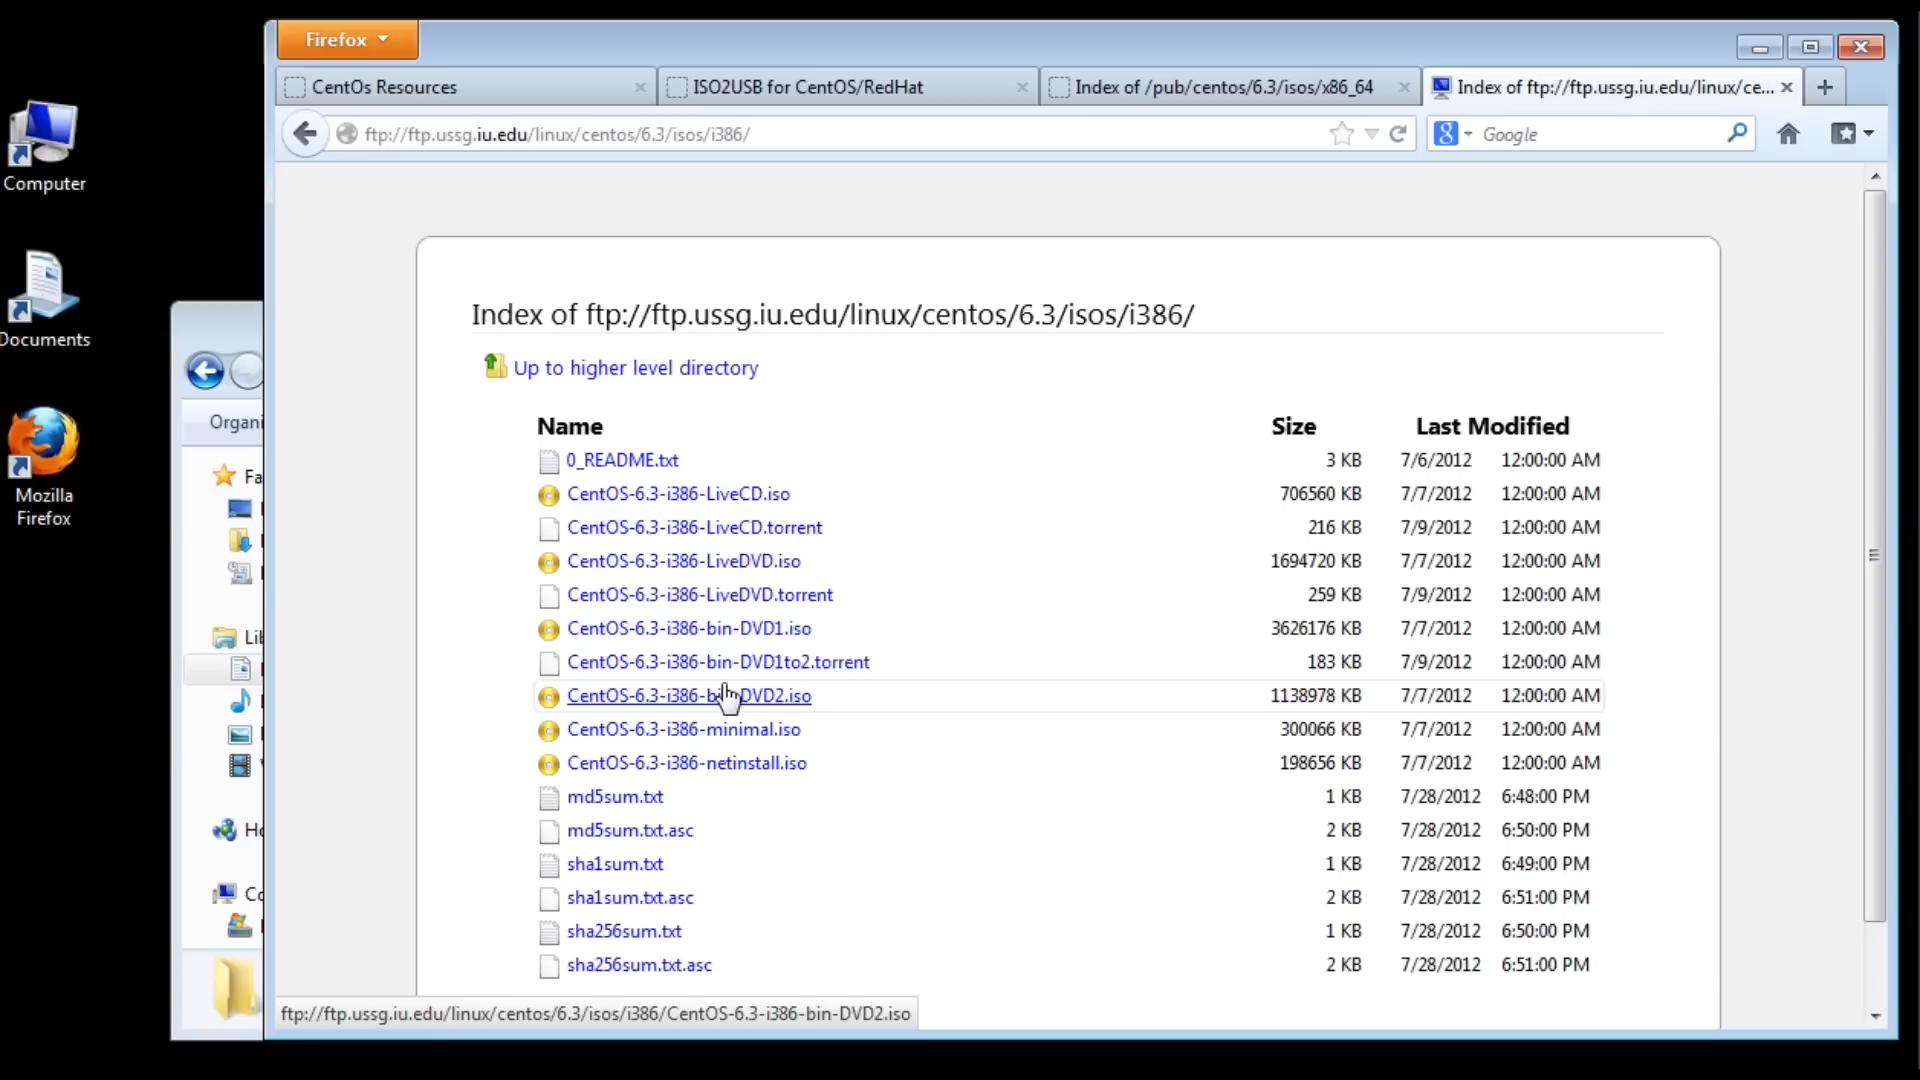 Firefox
CentOs Resources
ISO2USB for CentOS/RedHat
Index of /pub/centos/6.3/isos/x86_64
Index of ftp://ftp.ussg.iu.edu/linux/ce...
ftp://ftp.ussg.iu.edu/linux/centos/6.3/isos/i386/
Google
Computer
Documents
Mozilla
Firefox
Organi
Fa
Lib
Ho
Co
Index of ftp://ftp.ussg.iu.edu/linux/centos/6.3/isos/i386/
Up to higher level directory
Name Size Last Modified
0_README.txt 3 KB 7/6/2012 12:00:00 AM
CentOS-6.3-i386-LiveCD.iso 706560 KB 7/7/2012 12:00:00 AM
CentOS-6.3-i386-LiveCD.torrent 216 KB 7/9/2012 12:00:00 AM
CentOS-6.3-i386-LiveDVD.iso 1694720 KB 7/7/2012 12:00:00 AM
CentOS-6.3-i386-LiveDVD.torrent 259 KB 7/9/2012 12:00:00 AM
CentOS-6.3-i386-bin-DVD1.iso 3626176 KB 7/7/2012 12:00:00 AM
CentOS-6.3-i386-bin-DVD1to2.torrent 183 KB 7/9/2012 12:00:00 AM
CentOS-6.3-i386-bin-DVD2.iso 1138978 KB 7/7/2012 12:00:00 AM
CentOS-6.3-i386-minimal.iso 300066 KB 7/7/2012 12:00:00 AM
CentOS-6.3-i386-netinstall.iso 198656 KB 7/7/2012 12:00:00 AM
md5sum.txt 1 KB 7/28/2012 6:48:00 PM
md5sum.txt.asc 2 KB 7/28/2012 6:50:00 PM
sha1sum.txt 1 KB 7/28/2012 6:49:00 PM
sha1sum.txt.asc 2 KB 7/28/2012 6:51:00 PM
sha256sum.txt 1 KB 7/28/2012 6:50:00 PM
sha256sum.txt.asc 2 KB 7/28/2012 6:51:00 PM
ftp://ftp.ussg.iu.edu/linux/centos/6.3/isos/i386/CentOS-6.3-i386-bin-DVD2.iso